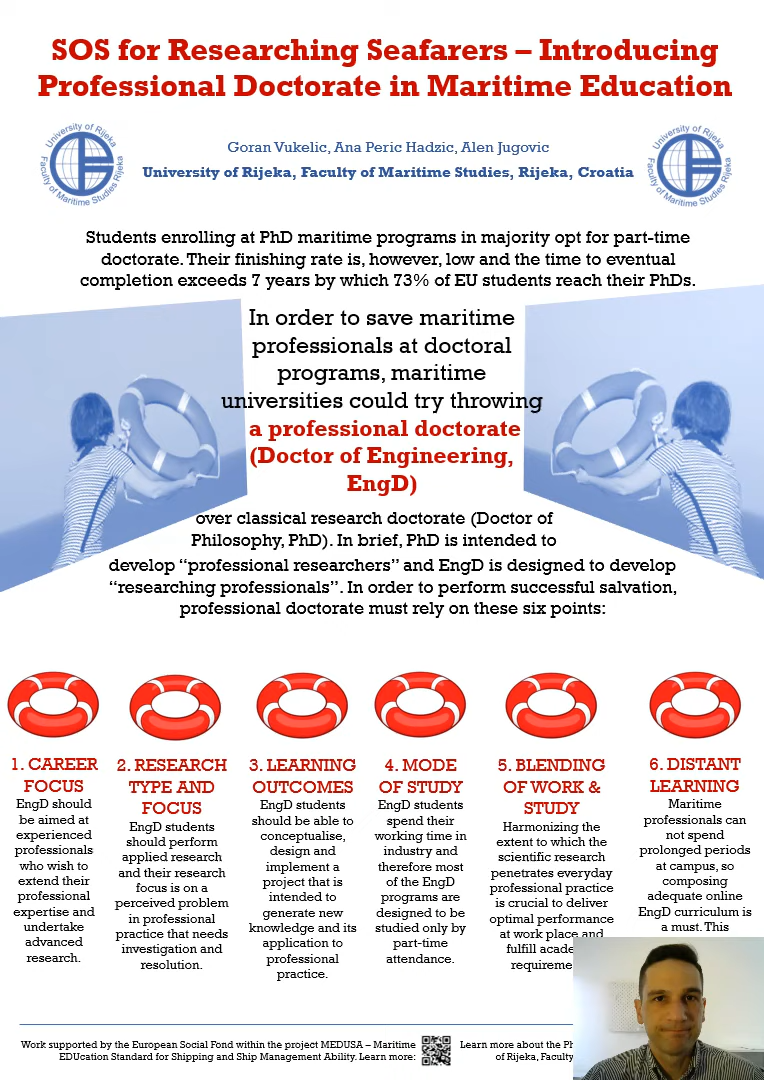 SOS for Researching Seafarers – Introducing
Professional Doctorate in Maritime Education
University of Rijeka
Faculty of Maritime Studies Rijeka
University of Rijeka
Faculty of Maritime Studies Rijeka
Goran Vukelic, Ana Peric Hadzic, Alen Jugovic
University of Rijeka, Faculty of Maritime Studies, Rijeka, Croatia
Students enrolling at PhD maritime programs in majority opt for part-time
doctorate. Their finishing rate is, however, low and the time to eventual
completion exceeds 7 years by which 73% of EU students reach their PhDs.
In order to save maritime
professionals at doctoral
programs, maritime
universities could try throwing
a professional doctorate
(Doctor of Engineering,
EngD)
over classical research doctorate (Doctor of
Philosophy, PhD). In brief, PhD is intended to
develop “professional researchers” and EngD is designed to develop
“researching professionals”. In order to perform successful salvation,
professional doctorate must rely on these six points:
1. CAREER
FOCUS
EngD should
be aimed at
experienced
professionals
who wish to
extend their
professional
expertise and
undertake
advanced
research.
2. RESEARCH
TYPE AND
FOCUS
EngD students
should perform
applied research
and their research
focus is on a
perceived problem
in professional
practice that needs
investigation and
resolution.
3. LEARNING
OUTCOMES
EngD students
should be able to
conceptualise,
design and
implement a
project that is
intended to
generate new
knowledge and its
application to
professional
practice.
4. MODE
OF STUDY
EngD students
spend their
working time in
industry and
therefore most
of the EngD
programs are
designed to be
studied only by
part-time
attendance.
5. BLENDING
OF WORK &
STUDY
Harmonizing the
extent to which the
scientific research
penetrates everyday
professional practice
is crucial to deliver
optimal performance
at work place and
fulfill
6. DISTANT
LEARNING
Maritime
professionals can
not spend
prolonged periods
at campus, so
composing
adequate online
EngD curriculum is
a must. This
Work supported by the European Social Fond within the project MEDUSA – Maritime
EDUcation Standard for Shipping and Ship Management Ability. Learn more:
Learn more about the
of Rijeka, Faculty